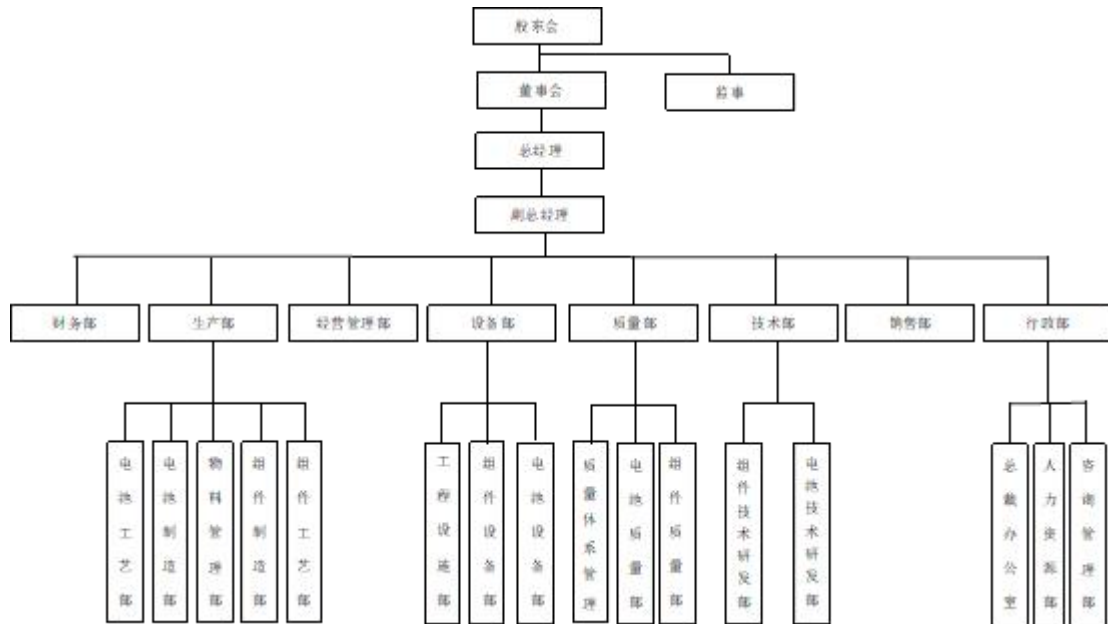 股东会
董事会
监事
总经理
副总经理
财务部
生产部
经营管理部
设备部
质量部
技术部
销售部
行政部
电池工艺部
电池制造部
物料管理部
组件制造部
组件工艺部
工程设施部
组件设备部
电池设备部
质量体系管理
电池质量部
组件质量部
组件技术研发部
电池技术研发部
总裁办公室
人力资源部
咨询管理部